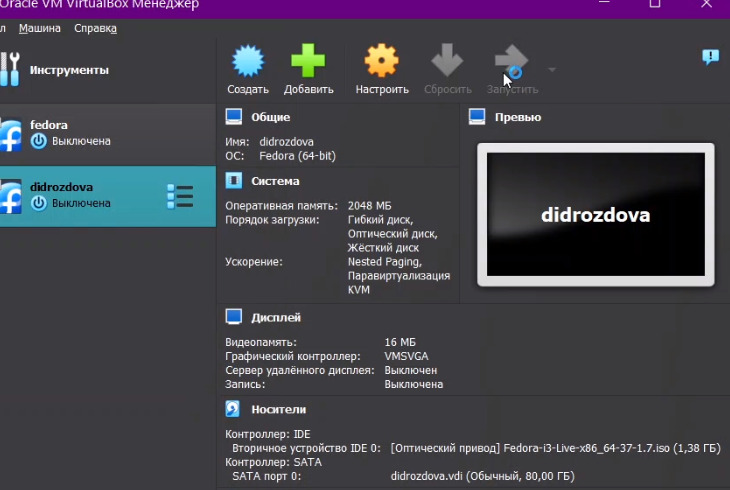 Oracle VM VirtualBox Менеджер
л Машина Справка
Инструменты
Создать Добавить Настроить Сбросить Запустить
fedora
Выключена
didrozdova
Выключена
Общие
Имя: didrozdova
ОС: Fedora (64-bit)
Система
Оперативная память: 2048 МБ
Порядок загрузки: Гибкий диск,
Оптический диск,
Жёсткий диск
Ускорение: Nested Paging,
Паравиртуализация
KVM
Превью
didrozdova
Дисплей
Видеопамять: 16 МБ
Графический контроллер: VMSVGA
Сервер удалённого дисплея: Выключен
Запись: Выключена
Носители
Контроллер: IDE
Вторичное устройство IDE 0: [Оптический привод] Fedora-i3-Live-x86_64-37-1.7.iso (1,38 ГБ)
Контроллер: SATA
SATA порт 0: didrozdova.vdi (Обычный, 80,00 ГБ)